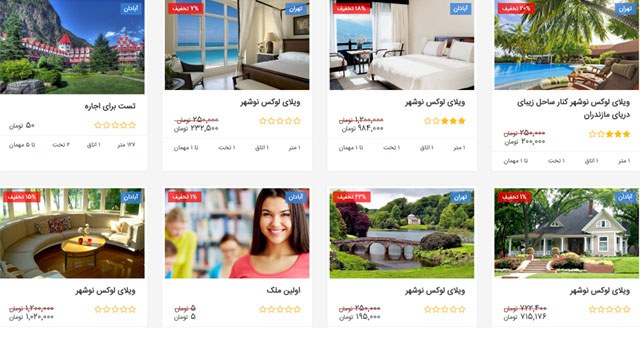 تهران
۲۰% تخفیف
ویلای لوکس نوشهر کنار ساحل زیبای
دریای مازندران
۲۵۰,۰۰۰ تومان
۲۰۰,۰۰۰ تومان
۱ متر ۱ اتاق ۱ تخت تا ۱ مهمان
آبادان
۱۸% تخفیف
ویلای لوکس نوشهر
۱,۲۰۰,۰۰۰ تومان
۹۸۴,۰۰۰ تومان
۱ متر ۱ اتاق ۱ تخت تا ۱ مهمان
تهران
۷% تخفیف
ویلای لوکس نوشهر
۲۵۰,۰۰۰ تومان
۲۳۲,۵۰۰ تومان
۱ متر ۱ اتاق ۱ تخت تا ۱ مهمان
آبادان
تست برای اجاره
۵۰ تومان
۱۲۷ متر ۱ اتاق ۲ تخت تا ۵ مهمان
آبادان
۱% تخفیف
ویلای لوکس نوشهر
۷۲۲,۴۰۰ تومان
۷۱۵,۱۷۶ تومان
تهران
۲۲% تخفیف
ویلای لوکس نوشهر
۲۵۰,۰۰۰ تومان
۱۹۵,۰۰۰ تومان
آبادان
۱% تخفیف
اولین ملک
۵ تومان
۵ تومان
آبادان
۱۵% تخفیف
ویلای لوکس نوشهر
۱,۲۰۰,۰۰۰ تومان
۱,۰۲۰,۰۰۰ تومان